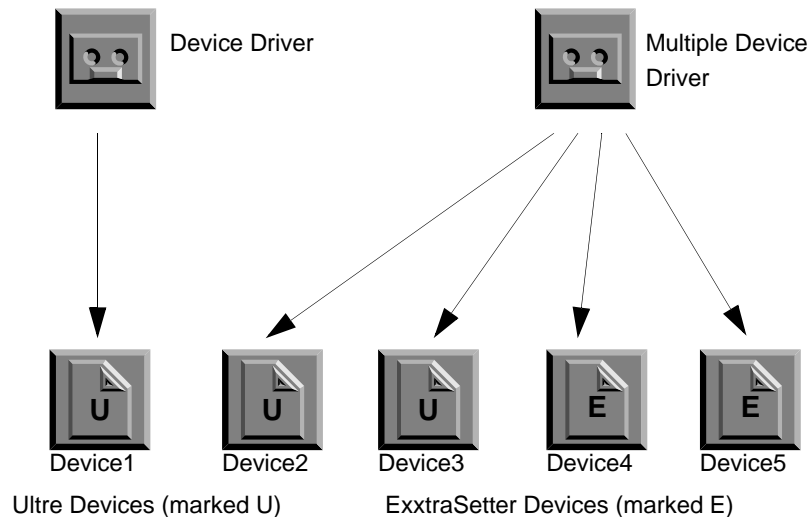 Device Driver
Multiple Device
Driver
U
U
U
E
E
Device1
Device2
Device3
Device4
Device5
Ultre Devices (marked U)
ExxtraSetter Devices (marked E)